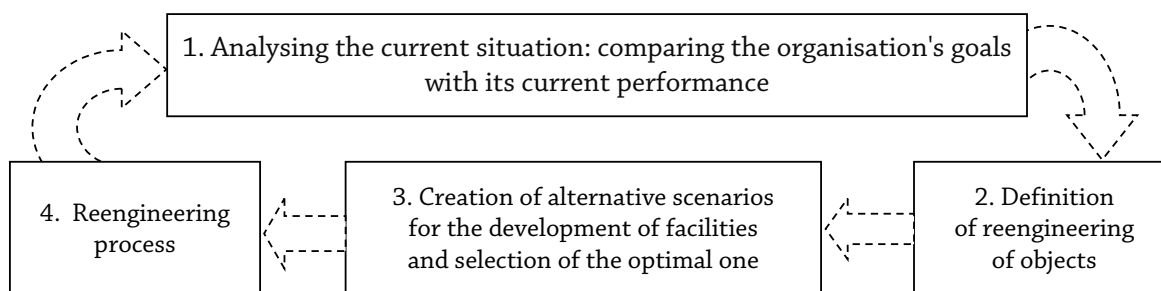 1. Analysing the current situation: comparing the organisation's goals
with its current performance
2. Definition
of reengineering
of objects
3. Creation of alternative scenarios
for the development of facilities
and selection of the optimal one
4. Reengineering
process